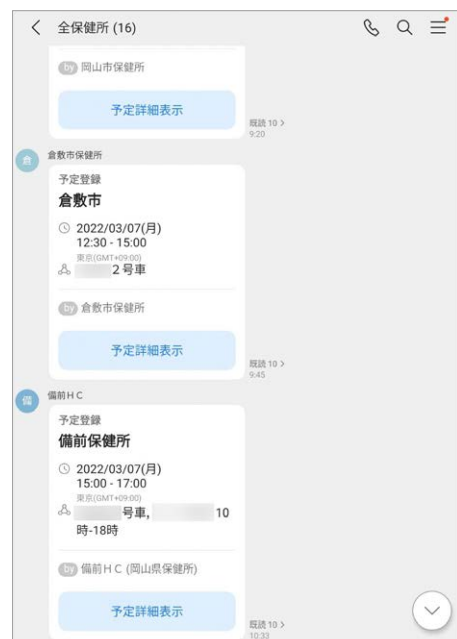 全保健所 (16)
by 岡山市保健所
予定詳細表示
既読 10 >
9:20
倉 倉敷市保健所
予定登録
倉敷市
2022/03/07(月)
12:30 - 15:00
東京(GMT+09:00)
2号車
by 倉敷市保健所
予定詳細表示
既読 10 >
9:45
備 備前HC
予定登録
備前保健所
2022/03/07(月)
15:00 - 17:00
東京(GMT+09:00)
号車, 10
時-18時
by 備前HC (岡山県保健所)
予定詳細表示
既読 10 >
10:33